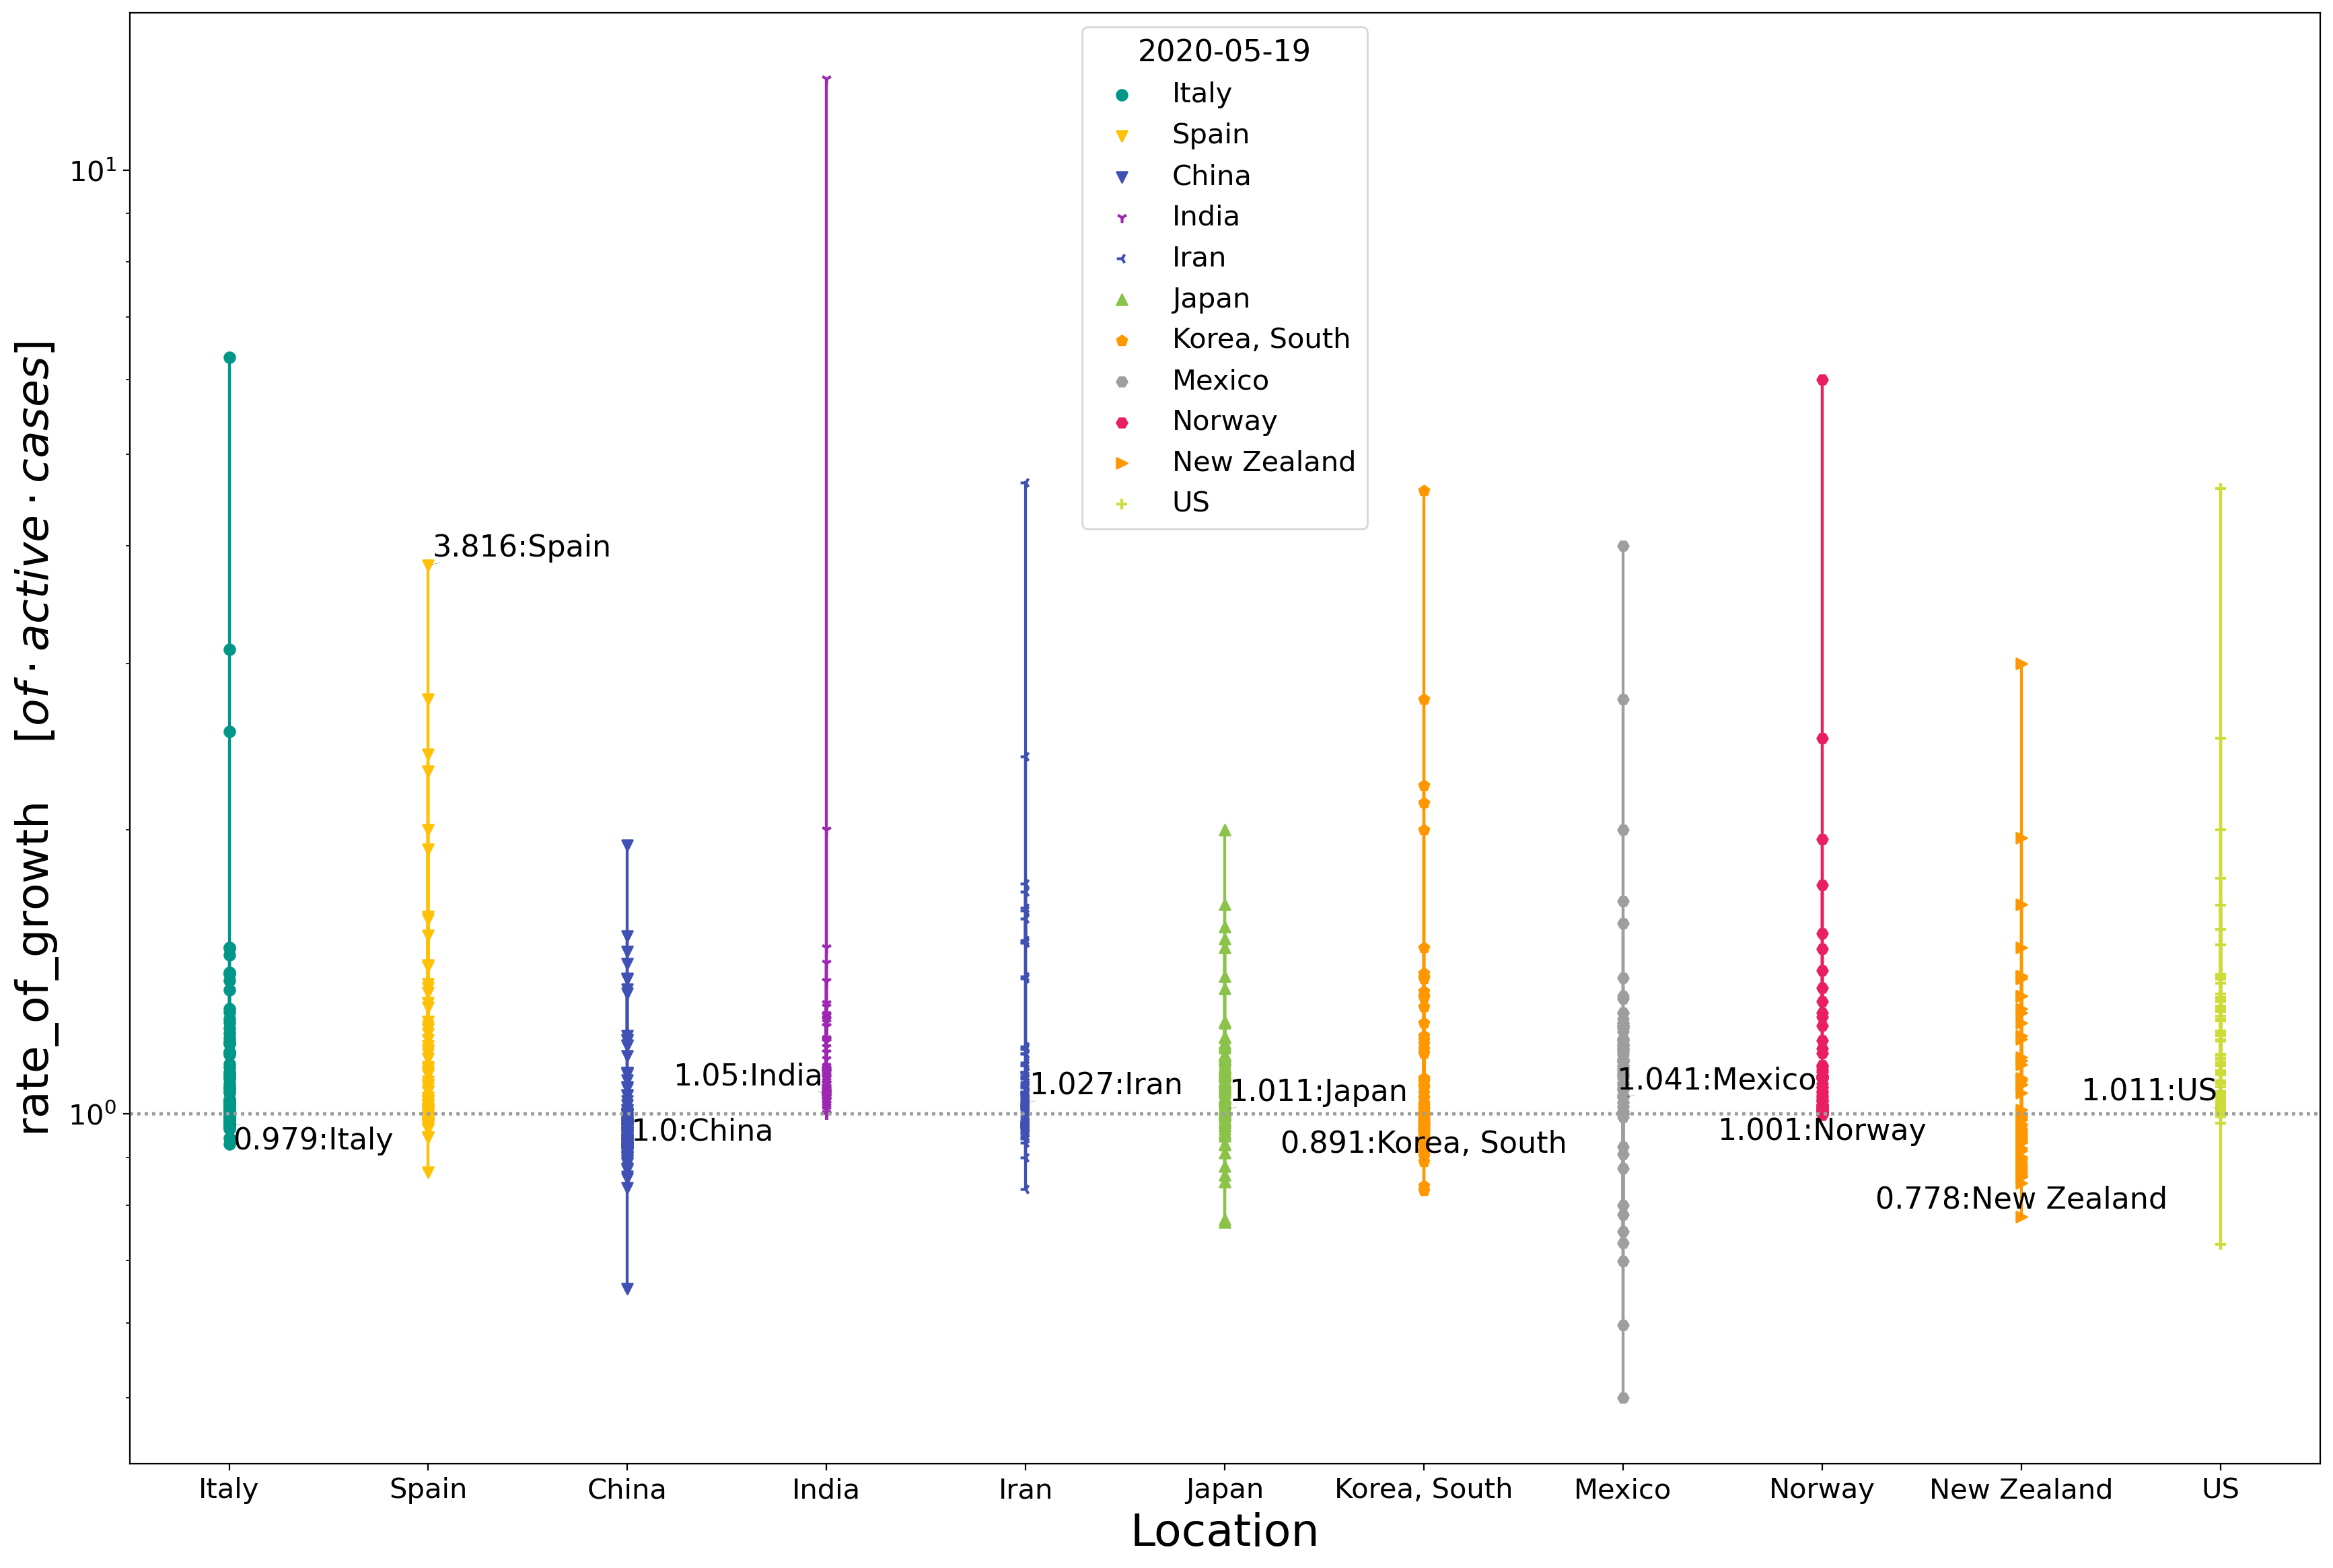 2020-05-19
Italy
Spain
China
India
Iran
Japan
Korea, South
Mexico
Norway
New Zealand
US
10¹
10⁰
rate_of_growth [of·active·cases]
3.816:Spain
1.05:India
1.027:Iran
1.011:Japan
1.041:Mexico
1.011:US
0.979:Italy
1.0:China
0.891:Korea, South
1.001:Norway
0.778:New Zealand
Italy Spain China India Iran Japan Korea, South Mexico Norway New Zealand US
Location